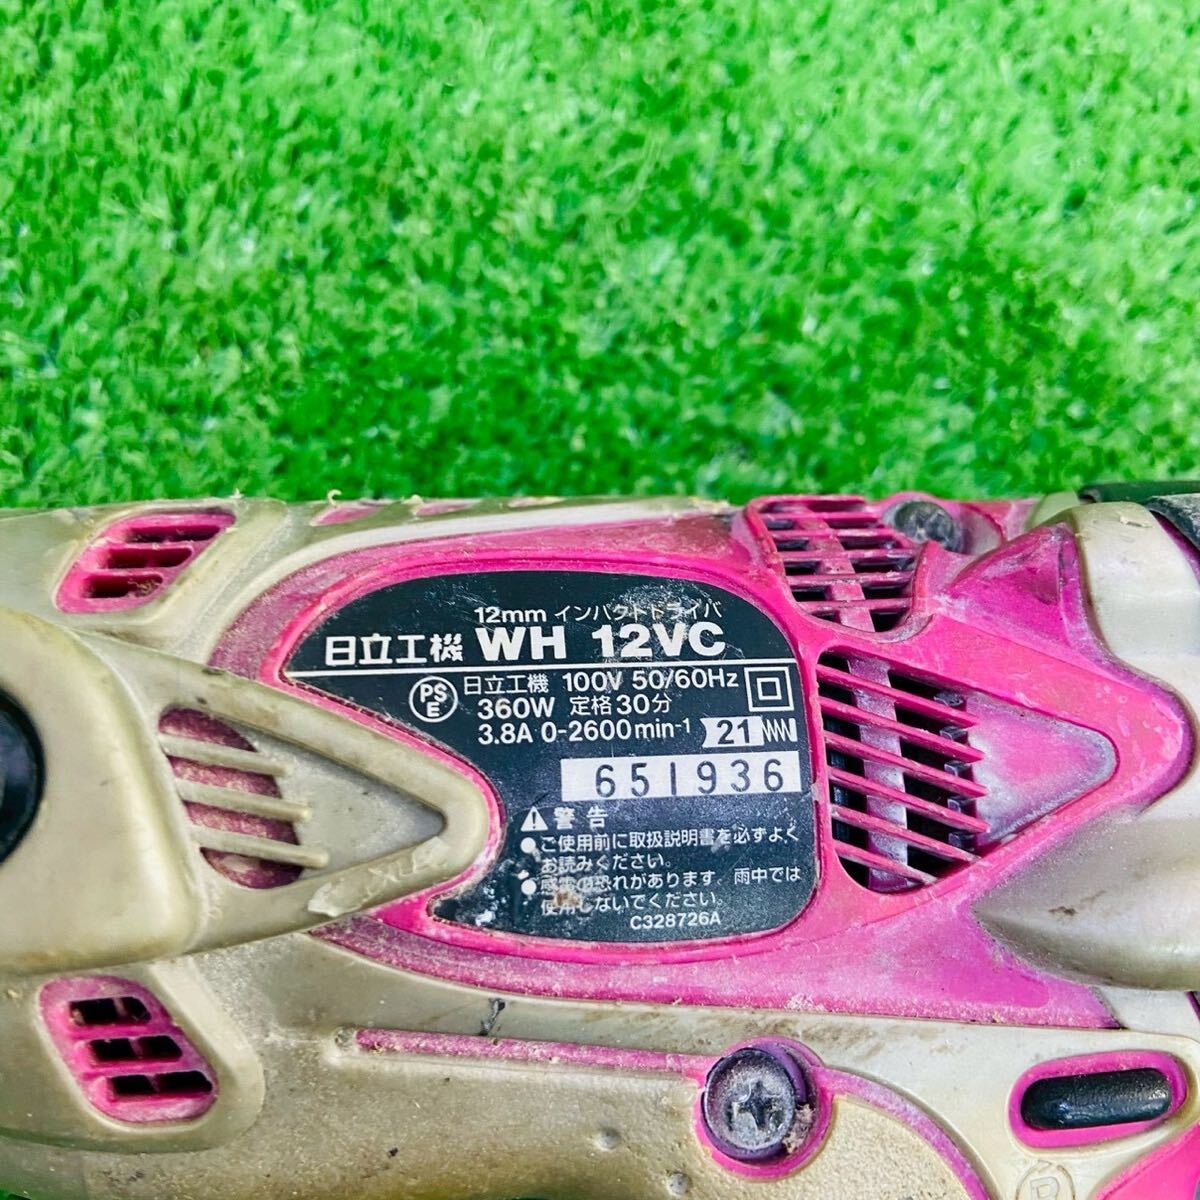 12mm インパクトドライバ
日立工機 WH 12VC
PS E 日立工機 100V 50/60Hz
360W 定格30分
3.8A 0-2600min-1 21
651936
警告
●ご使用前に取扱説明書を必ずよく
お読みください。
●感電の恐れがあります。雨中では
使用しないでください。
C328726A